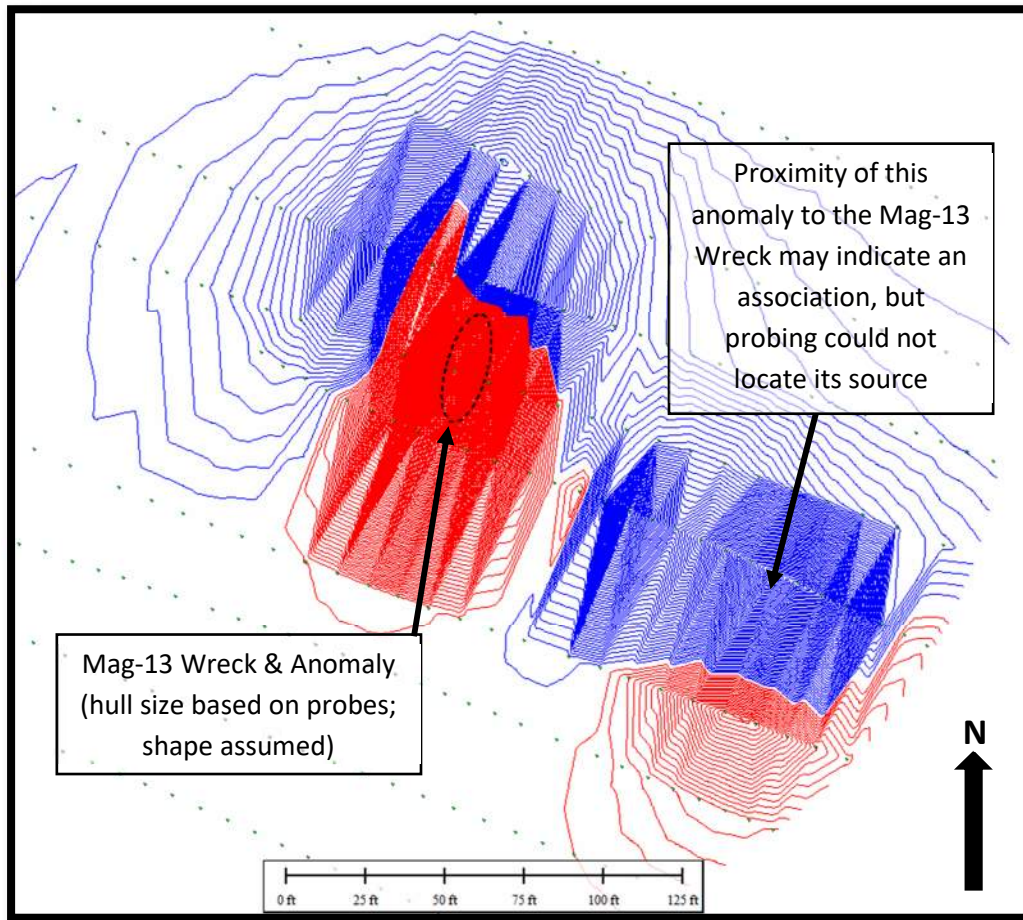 Proximity of this
anomaly to the Mag-13
Wreck may indicate an
association, but
probing could not
locate its source
Mag-13 Wreck & Anomaly
(hull size based on probes;
shape assumed)
N
0 ft 25 ft 50 ft 75 ft 100 ft 125 ft